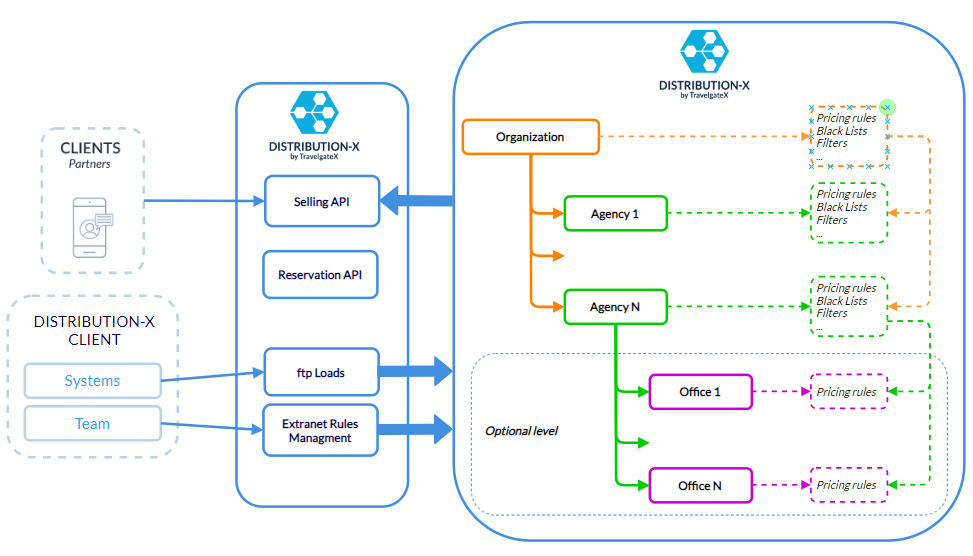 CLIENTS
Partners
DISTRIBUTION-X
CLIENT
Systems
Team
DISTRIBUTION-X
by TravelgateX
Selling API
Reservation API
ftp Loads
Extranet Rules
Managment
DISTRIBUTION-X
by TravelgateX
Organization
Pricing rules
Black Lists
Filters
...
Agency 1
Pricing rules
Black Lists
Filters
...
Agency N
Pricing rules
Black Lists
Filters
...
Optional level
Office 1
Pricing rules
Office N
Pricing rules